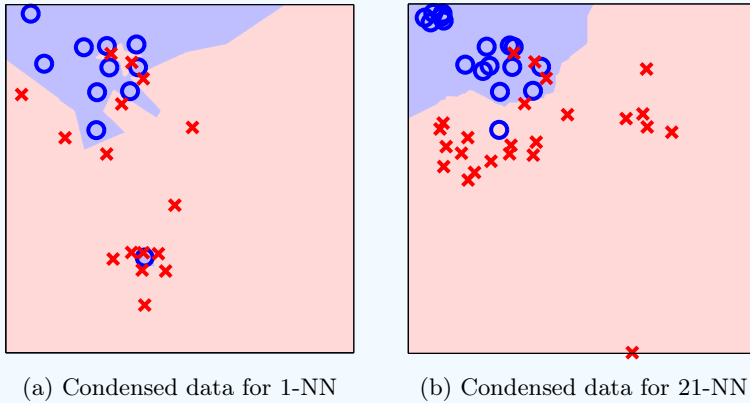 (a) Condensed data for 1-NN
(b) Condensed data for 21-NN